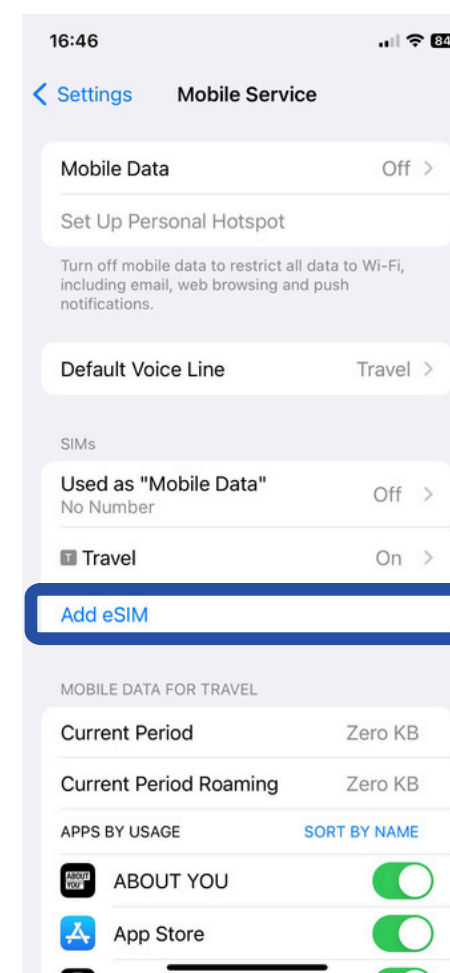 16:46 84
Settings Mobile Service
Mobile Data Off
Set Up Personal Hotspot
Turn off mobile data to restrict all data to Wi-Fi,
including email, web browsing and push
notifications.
Default Voice Line Travel
SIMs
Used as "Mobile Data" Off
No Number
T Travel On
Add eSIM
MOBILE DATA FOR TRAVEL
Current Period Zero KB
Current Period Roaming Zero KB
APPS BY USAGE SORT BY NAME
ABOUT YOU ABOUT YOU
App Store